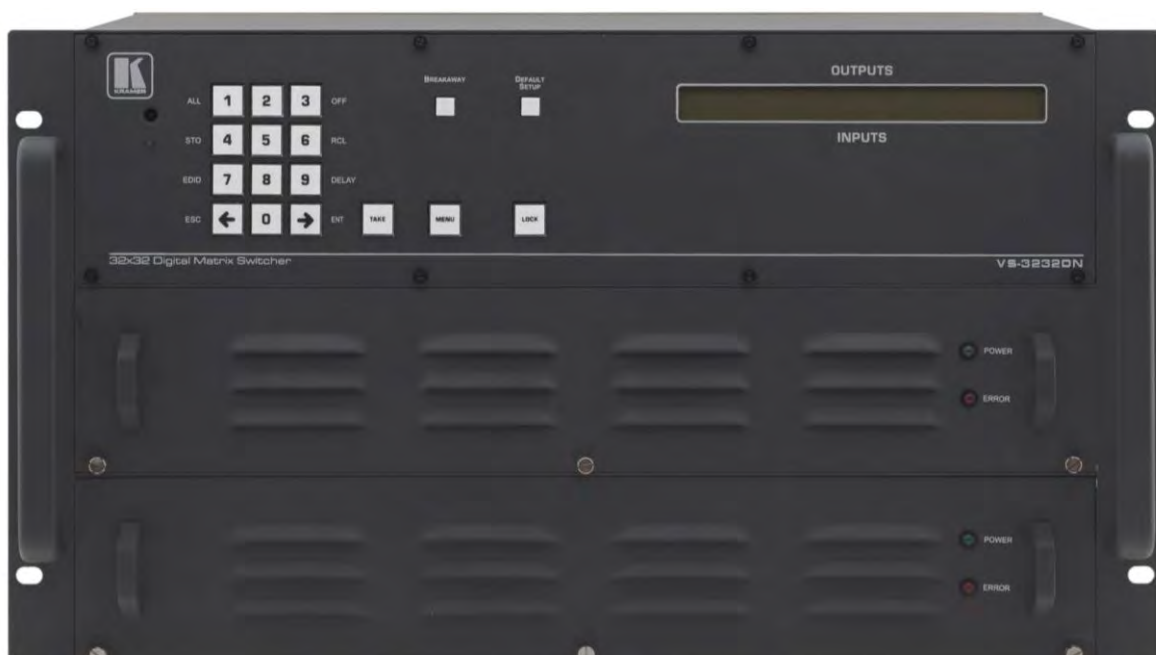 K
KRAMER
BREAKAWAY
DEFAULT
SETUP
OUTPUTS
INPUTS
ALL 1 2 3 OFF
STO 4 5 6 RCL
EDID 7 8 9 DELAY
ESC ← 0 → ENT TAKE MENU LOCK
32x32 Digital Matrix Switcher
VS-3232DN
POWER
ERROR
POWER
ERROR